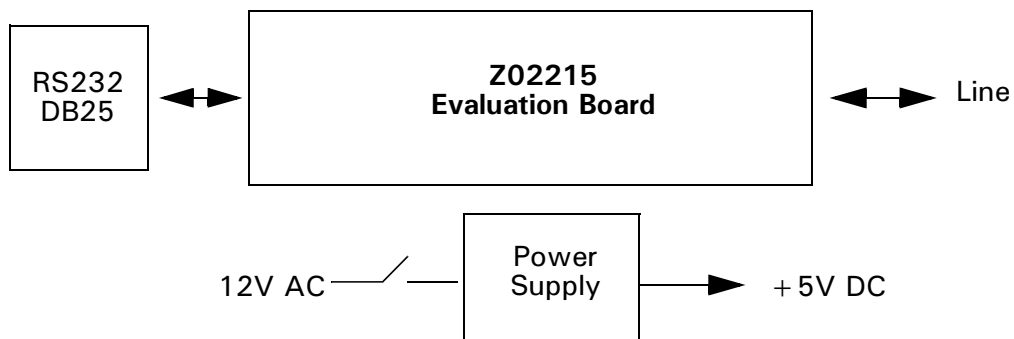 RS232
DB25
Z02215
Evaluation Board
Line
12V AC
Power
Supply
+5V DC